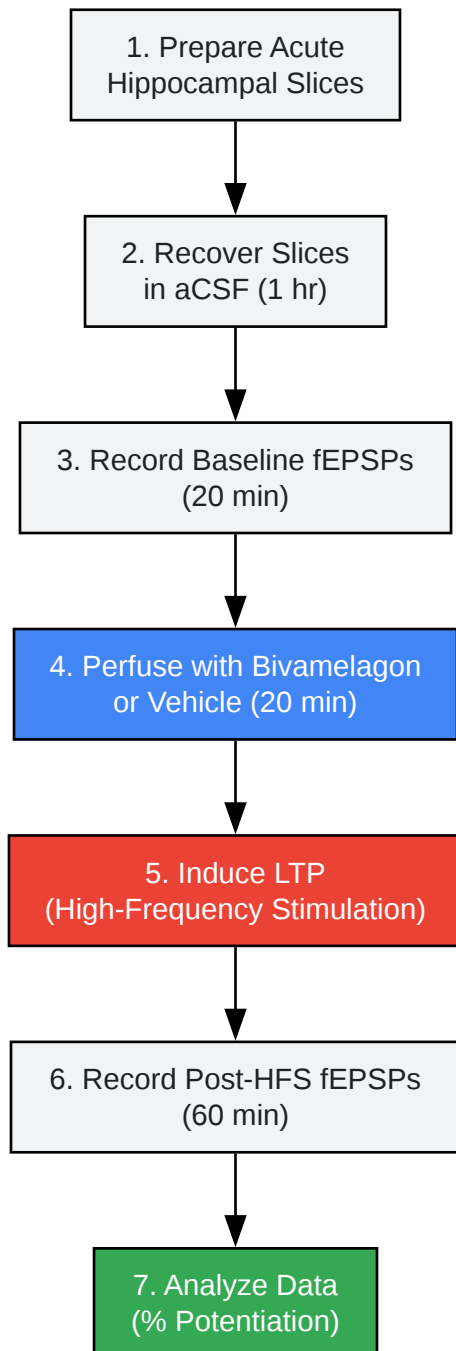 1. Prepare Acute
Hippocampal Slices
2. Recover Slices
in aCSF (1 hr)
3. Record Baseline fEPSPs
(20 min)
4. Perfuse with Bivamelagon
or Vehicle (20 min)
5. Induce LTP
(High-Frequency Stimulation)
6. Record Post-HFS fEPSPs
(60 min)
7. Analyze Data
(% Potentiation)